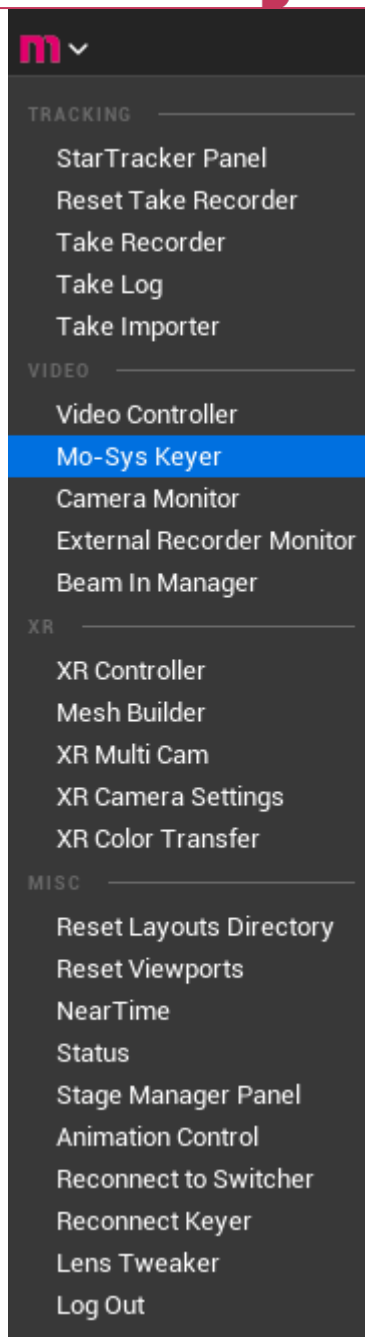 m
TRACKING
StarTracker Panel
Reset Take Recorder
Take Recorder
Take Log
Take Importer
VIDEO
Video Controller
Mo-Sys Keyer
Camera Monitor
External Recorder Monitor
Beam In Manager
XR
XR Controller
Mesh Builder
XR Multi Cam
XR Camera Settings
XR Color Transfer
MISC
Reset Layouts Directory
Reset Viewports
NearTime
Status
Stage Manager Panel
Animation Control
Reconnect to Switcher
Reconnect Keyer
Lens Tweaker
Log Out